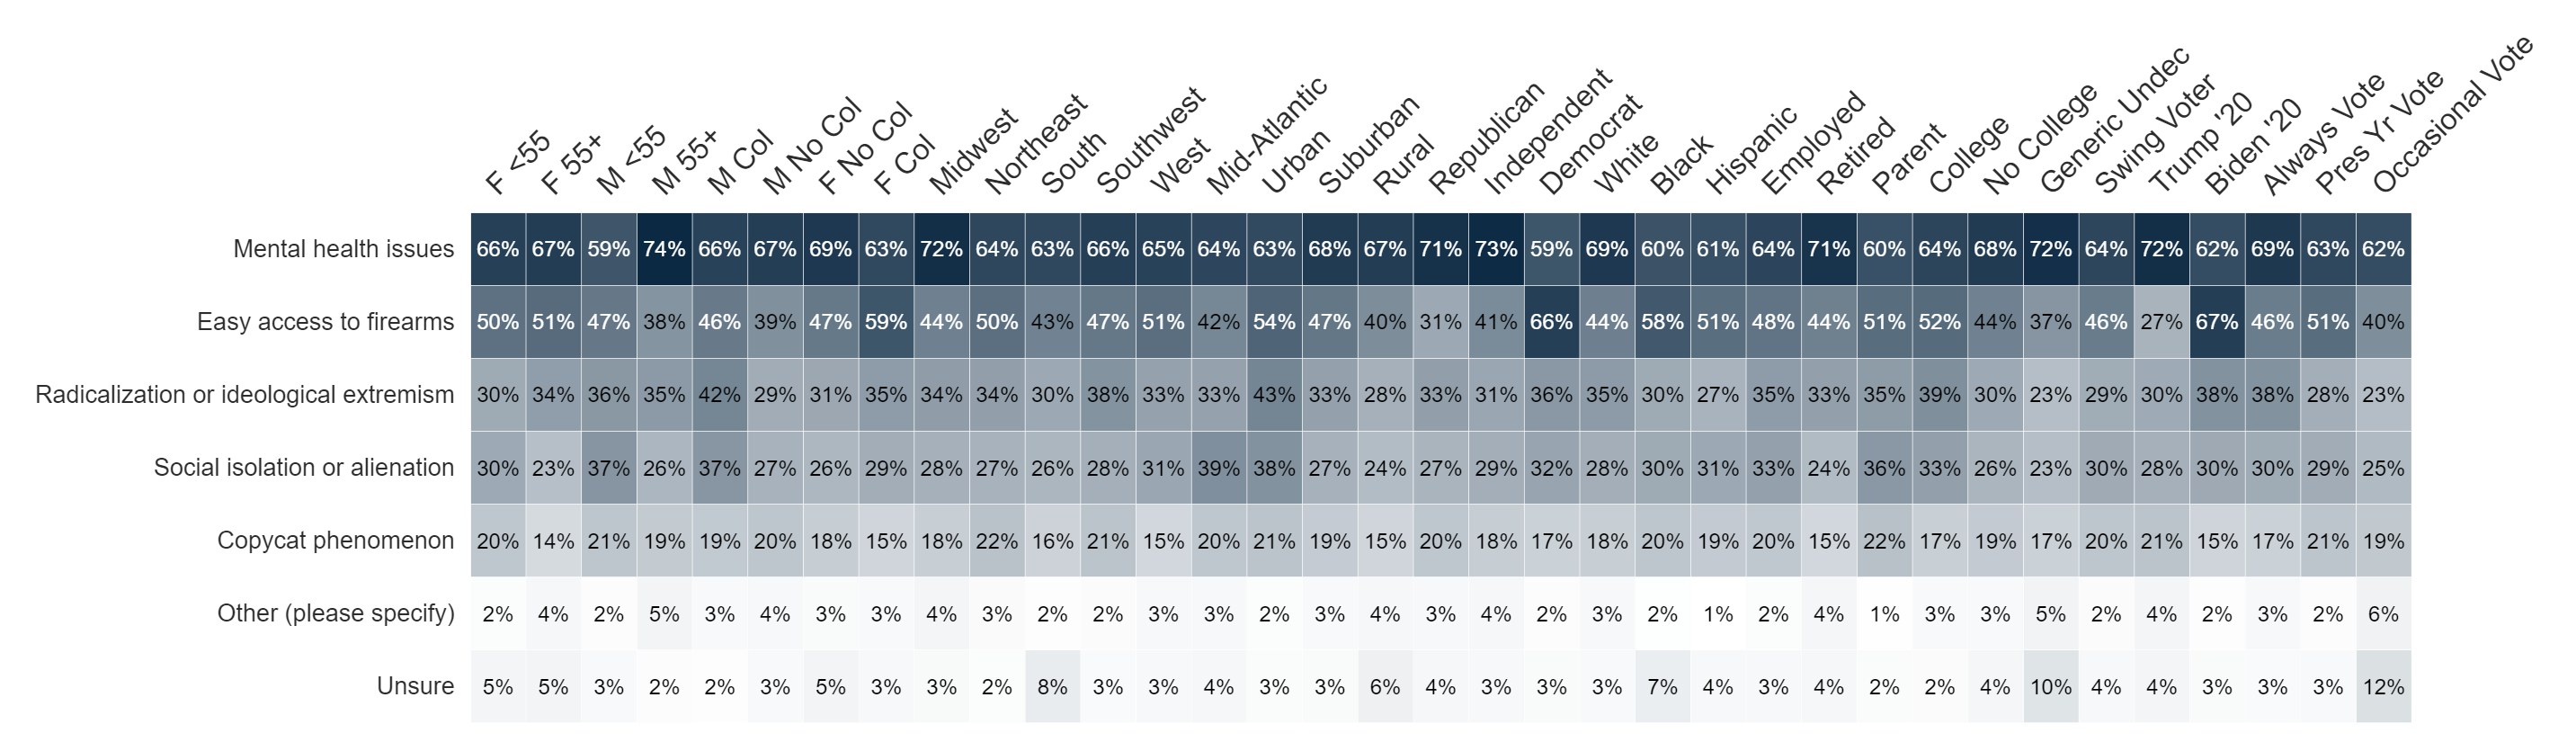 F <55 F 55+ M <55 M 55+ M Col M No Col F No Col F Col Midwest Northeast South Southwest West Mid-Atlantic Urban Suburban Rural Republican Independent Democrat White Black Hispanic Employed Retired Parent College No College Generic Undec Swing Voter Trump '20 Biden '20 Always Vote Pres Yr Vote Occasional Vote
Mental health issues 66% 67% 59% 74% 66% 67% 69% 63% 72% 64% 63% 66% 65% 64% 63% 68% 67% 71% 73% 59% 69% 60% 61% 64% 71% 60% 64% 68% 72% 64% 72% 62% 69% 63% 62%
Easy access to firearms 50% 51% 47% 38% 46% 39% 47% 59% 44% 50% 43% 47% 51% 42% 54% 47% 40% 31% 41% 66% 44% 58% 51% 48% 44% 51% 52% 44% 37% 46% 27% 67% 46% 51% 40%
Radicalization or ideological extremism 30% 34% 36% 35% 42% 29% 31% 35% 34% 34% 30% 38% 33% 33% 43% 33% 28% 33% 31% 36% 35% 30% 27% 35% 33% 35% 39% 30% 23% 29% 30% 38% 38% 28% 23%
Social isolation or alienation 30% 23% 37% 26% 37% 27% 26% 29% 28% 27% 26% 28% 31% 39% 38% 27% 24% 27% 29% 32% 28% 30% 31% 33% 24% 36% 33% 26% 23% 30% 28% 30% 30% 29% 25%
Copycat phenomenon 20% 14% 21% 19% 19% 20% 18% 15% 18% 22% 16% 21% 15% 20% 21% 19% 15% 20% 18% 17% 18% 20% 19% 20% 15% 22% 17% 19% 17% 20% 21% 15% 17% 21% 19%
Other (please specify) 2% 4% 2% 5% 3% 4% 3% 3% 4% 3% 2% 2% 3% 3% 2% 3% 4% 3% 4% 2% 3% 2% 1% 2% 4% 1% 3% 3% 5% 2% 4% 2% 3% 2% 6%
Unsure 5% 5% 3% 2% 2% 3% 5% 3% 3% 2% 8% 3% 3% 4% 3% 3% 6% 4% 3% 3% 3% 7% 4% 3% 4% 2% 2% 4% 10% 4% 4% 3% 3% 3% 12%